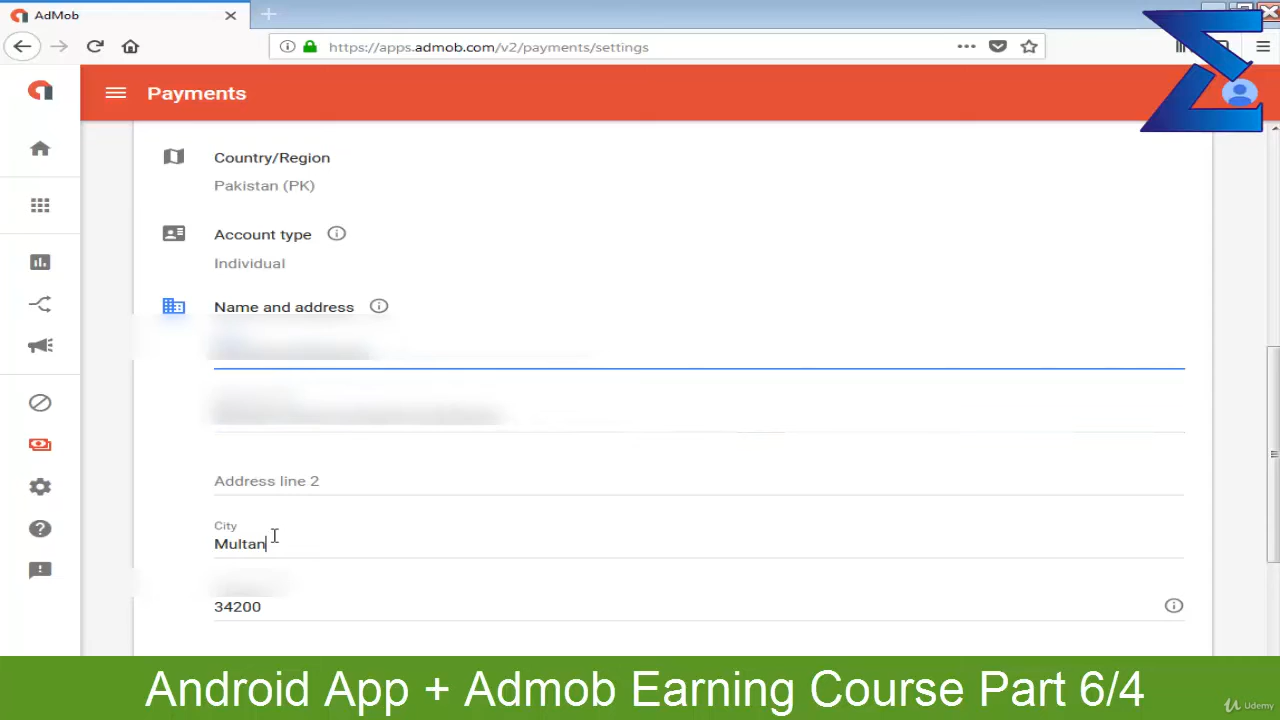 AdMob
https://apps.admob.com/v2/payments/settings
Payments
Country/Region
Pakistan (PK)
Account type
Individual
Name and address
Address line 2
City
Multan
34200
Android App + Admob Earning Course Part 6/4
Udemy